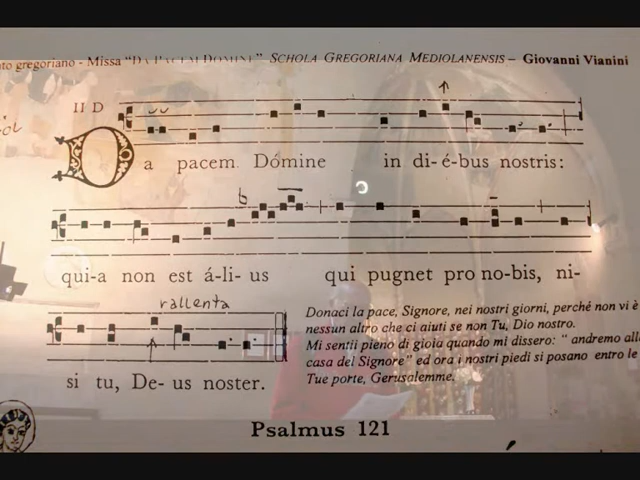 gregoriano - Missa "DA PACEM DOMINE" SCHOLA GREGORIANA MEDIOLANENSIS – Giovanni Vianini
II D
Da pacem Dómine in di-é-bus nostris:
b
qui-a non est á-li-us qui pugnet pro no-bis, ni-
rallenta
si tu, De-us noster.
Donaci la pace, Signore, nei nostri giorni, perché non vi è
nessun altro che ci aiuti se non Tu, Dio nostro.
Mi sentii pieno di gioia quando mi dissero: " andremo alla
casa del Signore" ed ora i nostri piedi si posano entro le
Tue porte, Gerusalemme.
Psalmus 121